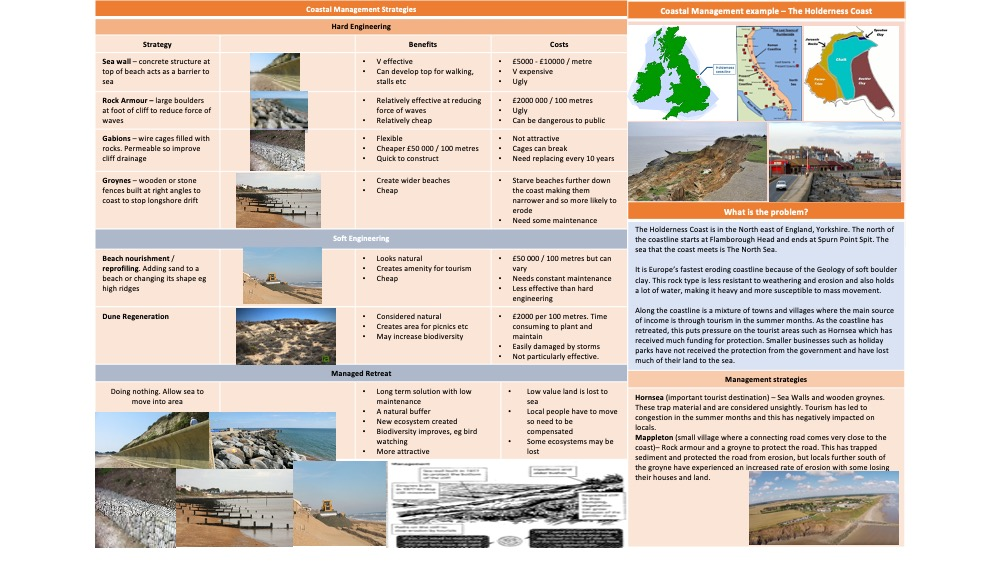 Coastal Management Strategies
Hard Engineering
Strategy
Benefits
Costs
Sea wall – concrete structure at
top of beach acts as a barrier to
sea
• V effective
• Can develop top for walking,
stalls etc
• £5000 - £10000 / metre
• V expensive
• Ugly
Rock Armour – large boulders
at foot of cliff to reduce force of
waves
• Relatively effective at reducing
force of waves
• Relatively cheap
• £2000 000 / 100 metres
• Ugly
• Can be dangerous to public
Gabions – wire cages filled with
rocks. Permeable so improve
cliff drainage
• Flexible
• Cheaper £50 000 / 100 metres
• Quick to construct
• Not attractive
• Cages can break
• Need replacing every 10 years
Groynes – wooden or stone
fences built at right angles to
coast to stop longshore drift
• Create wider beaches
• Cheap
• Starve beaches further down
the coast making them
narrower and so more likely to
erode
• Need some maintenance
Soft Engineering
Beach nourishment /
reprofiling. Adding sand to a
beach or changing its shape eg
high ridges
• Looks natural
• Creates amenity for tourism
• Cheap
• £50 000 / 100 metres but can
vary
• Needs constant maintenance
• Less effective than hard
engineering
Dune Regeneration
• Considered natural
• Creates area for picnics etc
• May increase biodiversity
• £2000 per 100 metres. Time
consuming to plant and
maintain
• Easily damaged by storms
• Not particularly effective.
Managed Retreat
Doing nothing. Allow sea to
move into area
• Long term solution with low
maintenance
• A natural buffer
• New ecosystem created
• Biodiversity improves, eg bird
watching
• More attractive
• Low value land is lost to
sea
• Local people have to move
so need to be
compensated
• Some ecosystems may be
lost
Coastal Management example – The Holderness Coast
Holderness
coastline
Chalk
Boulder
Clay
What is the problem?
The Holderness Coast is in the North east of England, Yorkshire. The north of
the coastline starts at Flamborough Head and ends at Spurn Point Spit. The
sea that the coast meets is The North Sea.
It is Europe's fastest eroding coastline because of the Geology of soft boulder
clay. This rock type is less resistant to weathering and erosion and also holds
a lot of water, making it heavy and more susceptible to mass movement.
Along the coastline is a mixture of towns and villages where the main source
of income is through tourism in the summer months. As the coastline has
retreated, this puts pressure on the tourist areas such as Hornsea which has
received much funding for protection. Smaller businesses such as holiday
parks have not received the protection from the government and have lost
much of their land to the sea.
Management strategies
Hornsea (important tourist destination) – Sea Walls and wooden groynes.
These trap material and are considered unsightly. Tourism has led to
congestion in the summer months and this has negatively impacted on
locals.
Mappleton (small village where a connecting road comes very close to the
coast)– Rock armour and a groyne to protect the road. This has trapped
sediment and protected the road from erosion, but locals further south of
the groyne have experienced an increased rate of erosion with some losing
their houses and land.